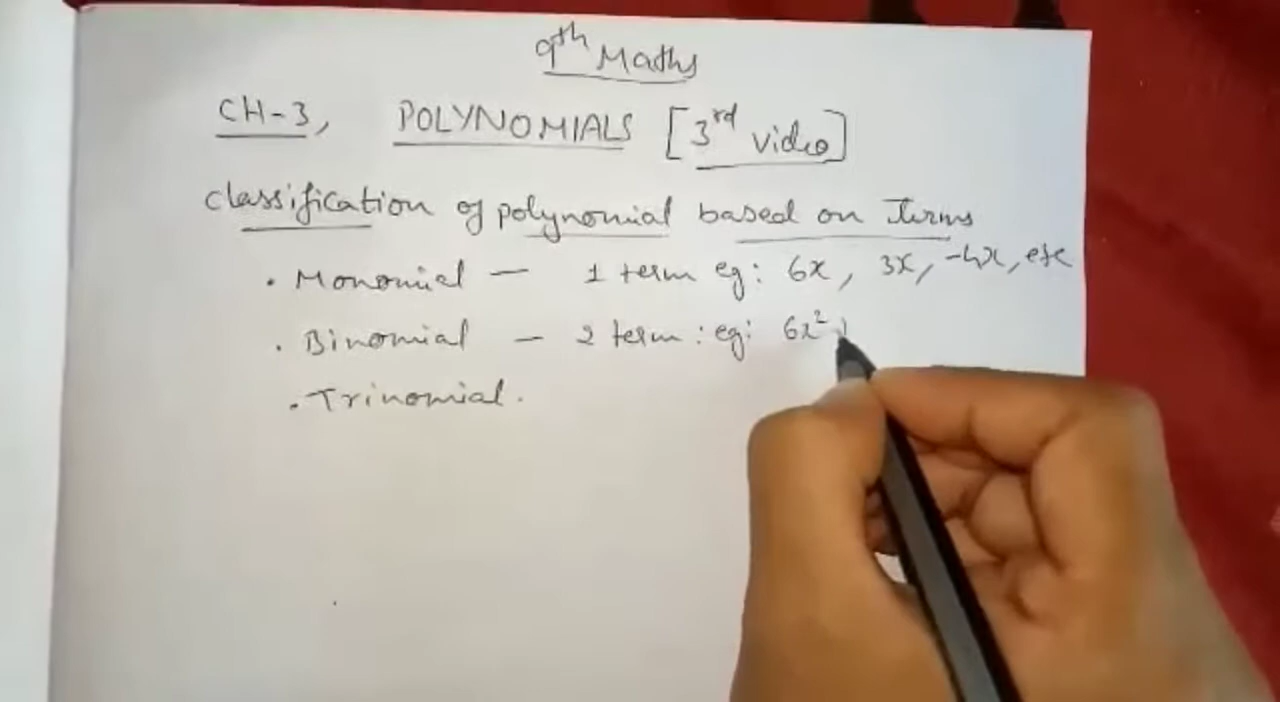 9th Maths
CH-3, POLYNOMIALS [3rd video]
classification of polynomial based on Terms
. Monomial — 1 term eg: 6x, 3x, -4x, etc
. Binomial — 2 term : eg: 6x²
. Trinomial.